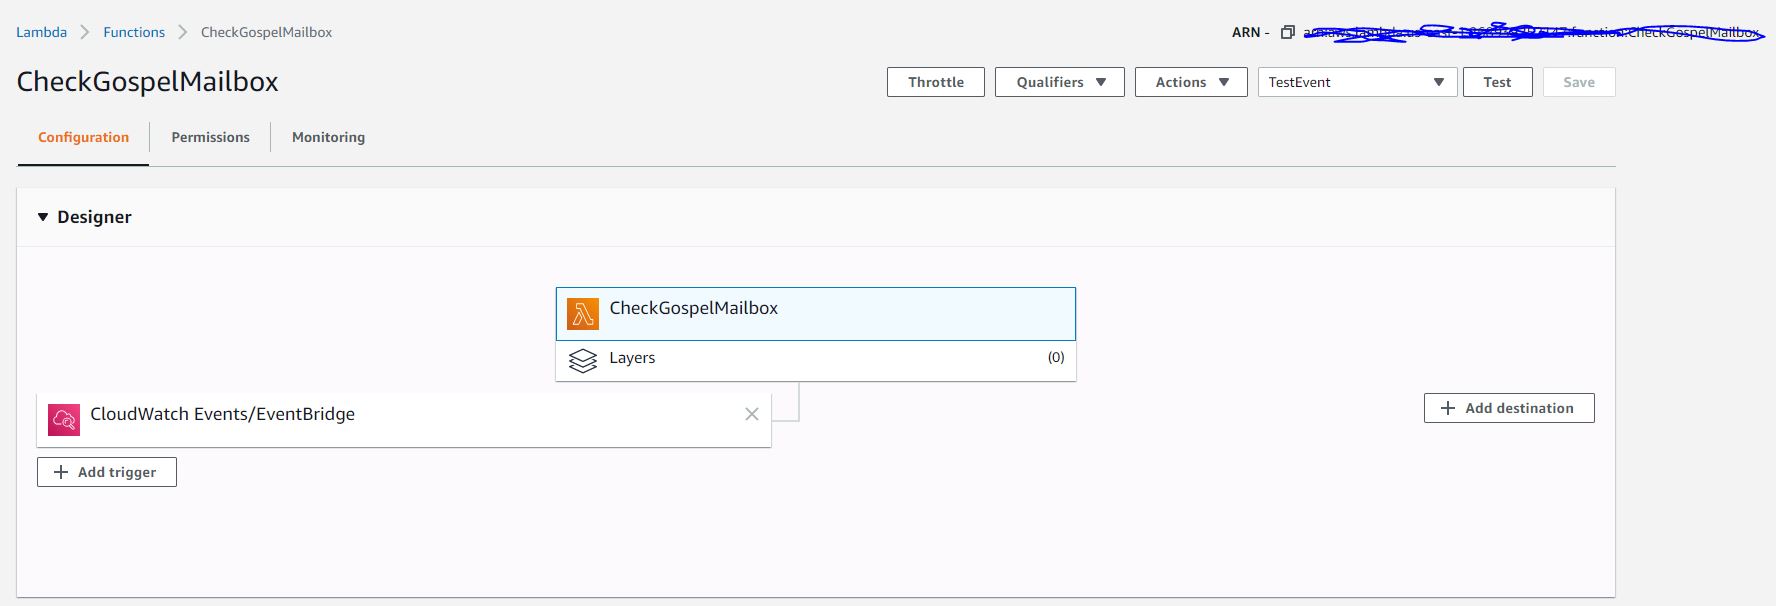 Lambda Functions CheckGospelMailbox ARN - function:CheckGospelMailbox
CheckGospelMailbox Throttle Qualifiers Actions TestEvent Test Save
Configuration Permissions Monitoring
Designer
CheckGospelMailbox
Layers (0)
CloudWatch Events/EventBridge
Add destination
Add trigger